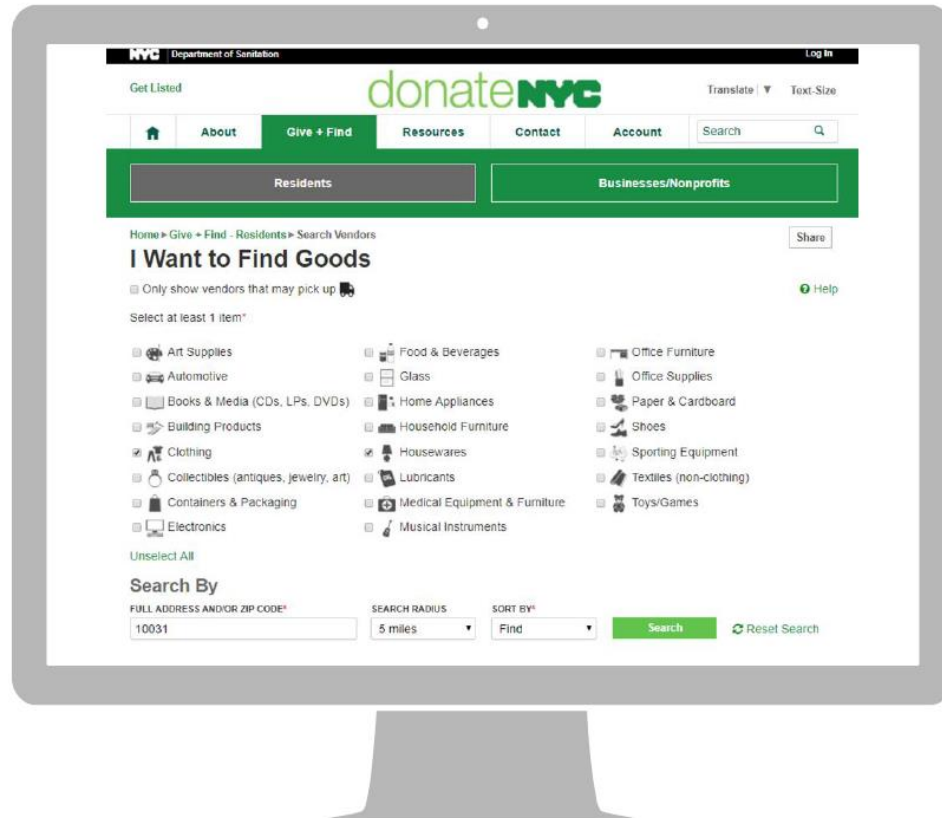 NYC Department of Sanitation Log In
Get Listed donateNYC Translate ▼ Text-Size
About Give + Find Resources Contact Account Search
Residents Businesses/Nonprofits
Home ▸ Give + Find - Residents ▸ Search Vendors Share
I Want to Find Goods
Only show vendors that may pick up Help
Select at least 1 item*
Art Supplies Food & Beverages Office Furniture
Automotive Glass Office Supplies
Books & Media (CDs, LPs, DVDs) Home Appliances Paper & Cardboard
Building Products Household Furniture Shoes
Clothing Housewares Sporting Equipment
Collectibles (antiques, jewelry, art) Lubricants Textiles (non-clothing)
Containers & Packaging Medical Equipment & Furniture Toys/Games
Electronics Musical Instruments
Unselect All
Search By
FULL ADDRESS AND/OR ZIP CODE* SEARCH RADIUS SORT BY*
10031 5 miles Find Search Reset Search